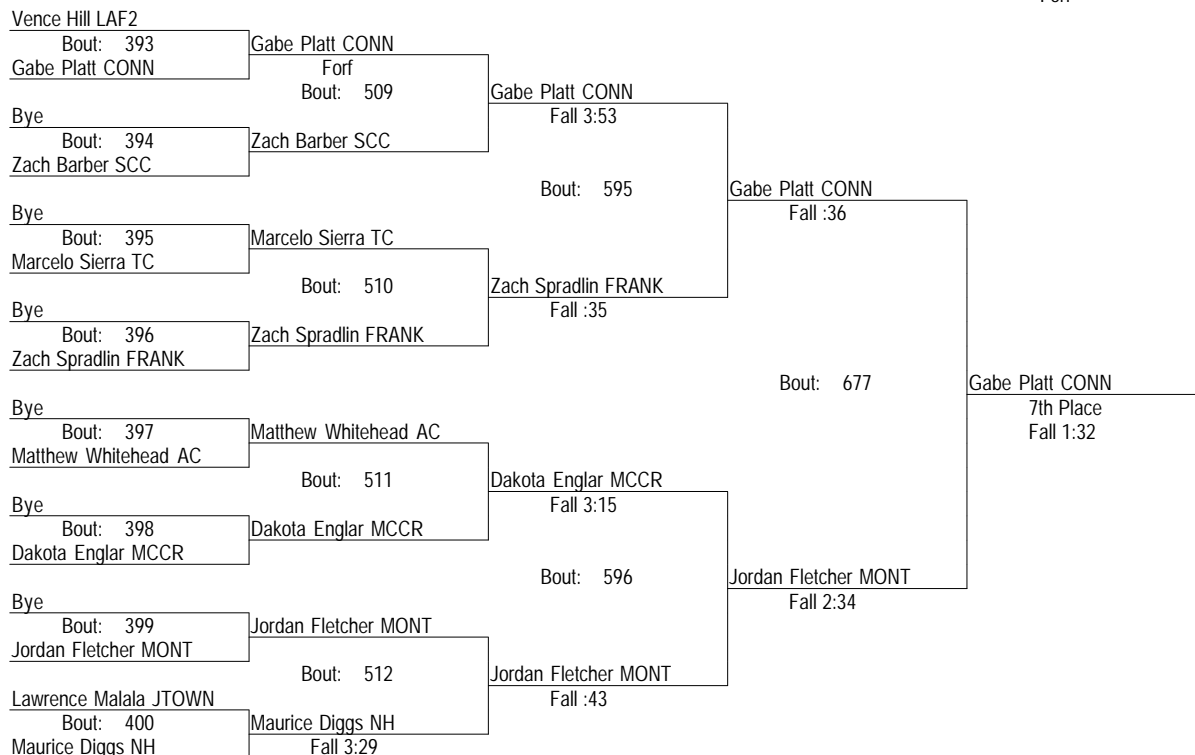 Vence Hill LAF2
Bout: 393
Gabe Platt CONN
Gabe Platt CONN
Forf
Bout: 509
Gabe Platt CONN
Fall 3:53
Bye
Bout: 394
Zach Barber SCC
Zach Barber SCC
Bout: 595
Gabe Platt CONN
Fall :36
Bye
Bout: 395
Marcelo Sierra TC
Marcelo Sierra TC
Bout: 510
Zach Spradlin FRANK
Fall :35
Bye
Bout: 396
Zach Spradlin FRANK
Zach Spradlin FRANK
Bout: 677
Gabe Platt CONN
7th Place
Fall 1:32
Bye
Bout: 397
Matthew Whitehead AC
Matthew Whitehead AC
Bout: 511
Dakota Englar MCCR
Fall 3:15
Bye
Bout: 398
Dakota Englar MCCR
Dakota Englar MCCR
Bout: 596
Jordan Fletcher MONT
Fall 2:34
Bye
Bout: 399
Jordan Fletcher MONT
Jordan Fletcher MONT
Bout: 512
Jordan Fletcher MONT
Fall :43
Lawrence Malala JTOWN
Bout: 400
Maurice Diggs NH
Maurice Diggs NH
Fall 3:29